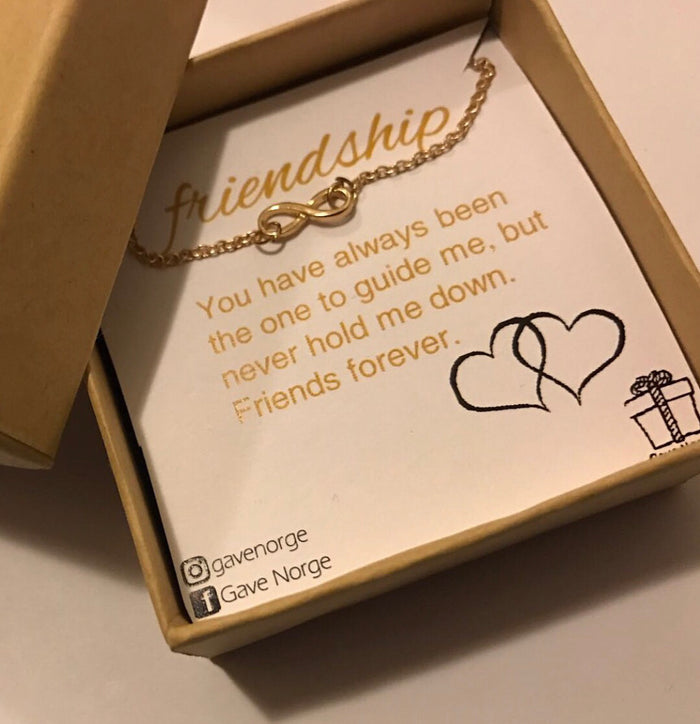 friendship
You have always been
the one to guide me, but
never hold me down.
Friends forever.
gavenorge
Gave Norge